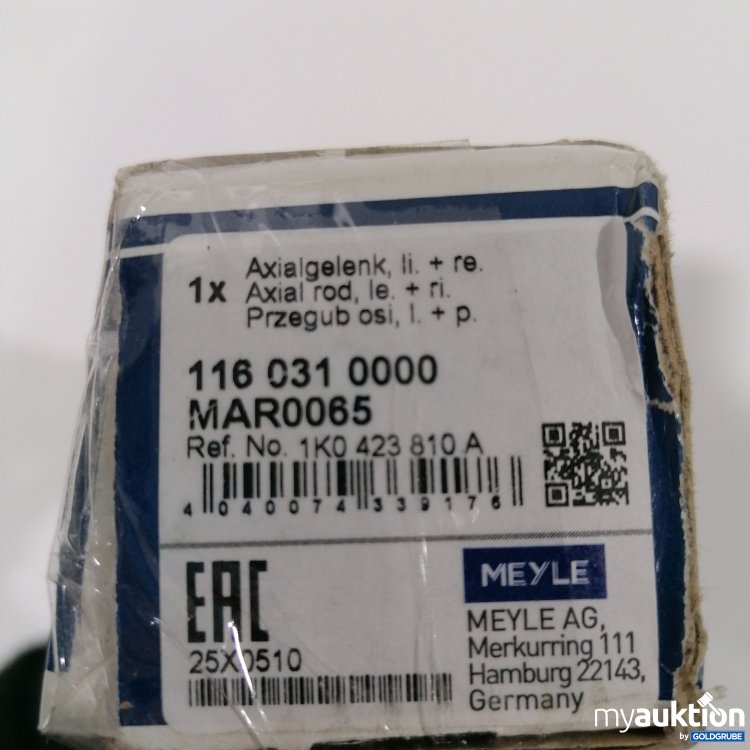 1x Axialgelenk, li. + re.
Axial rod, le. + ri.
Przegub osi, l. + p.
116 031 0000
MAR0065
Ref. No. 1K0 423 810 A
4 040074 339176
EAC
25X0510
MEYLE
MEYLE AG,
Merkurring 111
Hamburg 22143,
Germany
myauktion
by GOLDGRUBE